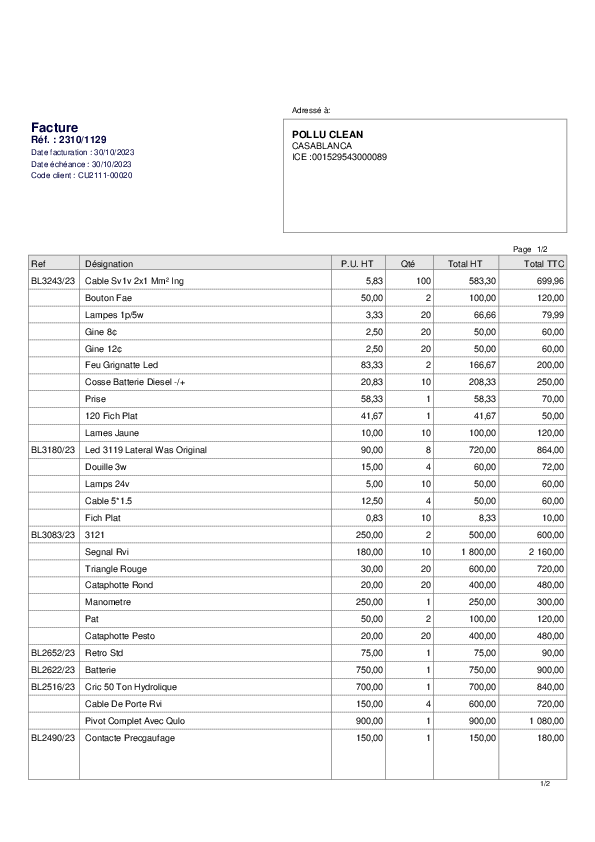 Adressé à:
Facture
Réf. : 2310/1129
Date facturation : 30/10/2023
Date échéance : 30/10/2023
Code client : CU2111-00020
POLLU CLEAN
CASABLANCA
ICE :001529543000089
Page 1/2
Ref Désignation P.U. HT Qté Total HT Total TTC
BL3243/23 Cable Sv1v 2x1 Mm² Ing 5,83 100 583,30 699,96
Bouton Fae 50,00 2 100,00 120,00
Lampes 1p/5w 3,33 20 66,66 79,99
Gine 8¢ 2,50 20 50,00 60,00
Gine 12¢ 2,50 20 50,00 60,00
Feu Grignatte Led 83,33 2 166,67 200,00
Cosse Batterie Diesel -/+ 20,83 10 208,33 250,00
Prise 58,33 1 58,33 70,00
120 Fich Plat 41,67 1 41,67 50,00
Lames Jaune 10,00 10 100,00 120,00
BL3180/23 Led 3119 Lateral Was Original 90,00 8 720,00 864,00
Douille 3w 15,00 4 60,00 72,00
Lamps 24v 5,00 10 50,00 60,00
Cable 5*1.5 12,50 4 50,00 60,00
Fich Plat 0,83 10 8,33 10,00
BL3083/23 3121 250,00 2 500,00 600,00
Segnal Rvi 180,00 10 1 800,00 2 160,00
Triangle Rouge 30,00 20 600,00 720,00
Cataphotte Rond 20,00 20 400,00 480,00
Manometre 250,00 1 250,00 300,00
Pat 50,00 2 100,00 120,00
Cataphotte Pesto 20,00 20 400,00 480,00
BL2652/23 Retro Std 75,00 1 75,00 90,00
BL2622/23 Batterie 750,00 1 750,00 900,00
BL2516/23 Cric 50 Ton Hydrolique 700,00 1 700,00 840,00
Cable De Porte Rvi 150,00 4 600,00 720,00
Pivot Complet Avec Qulo 900,00 1 900,00 1 080,00
BL2490/23 Contacte Precgaufage 150,00 1 150,00 180,00
1/2